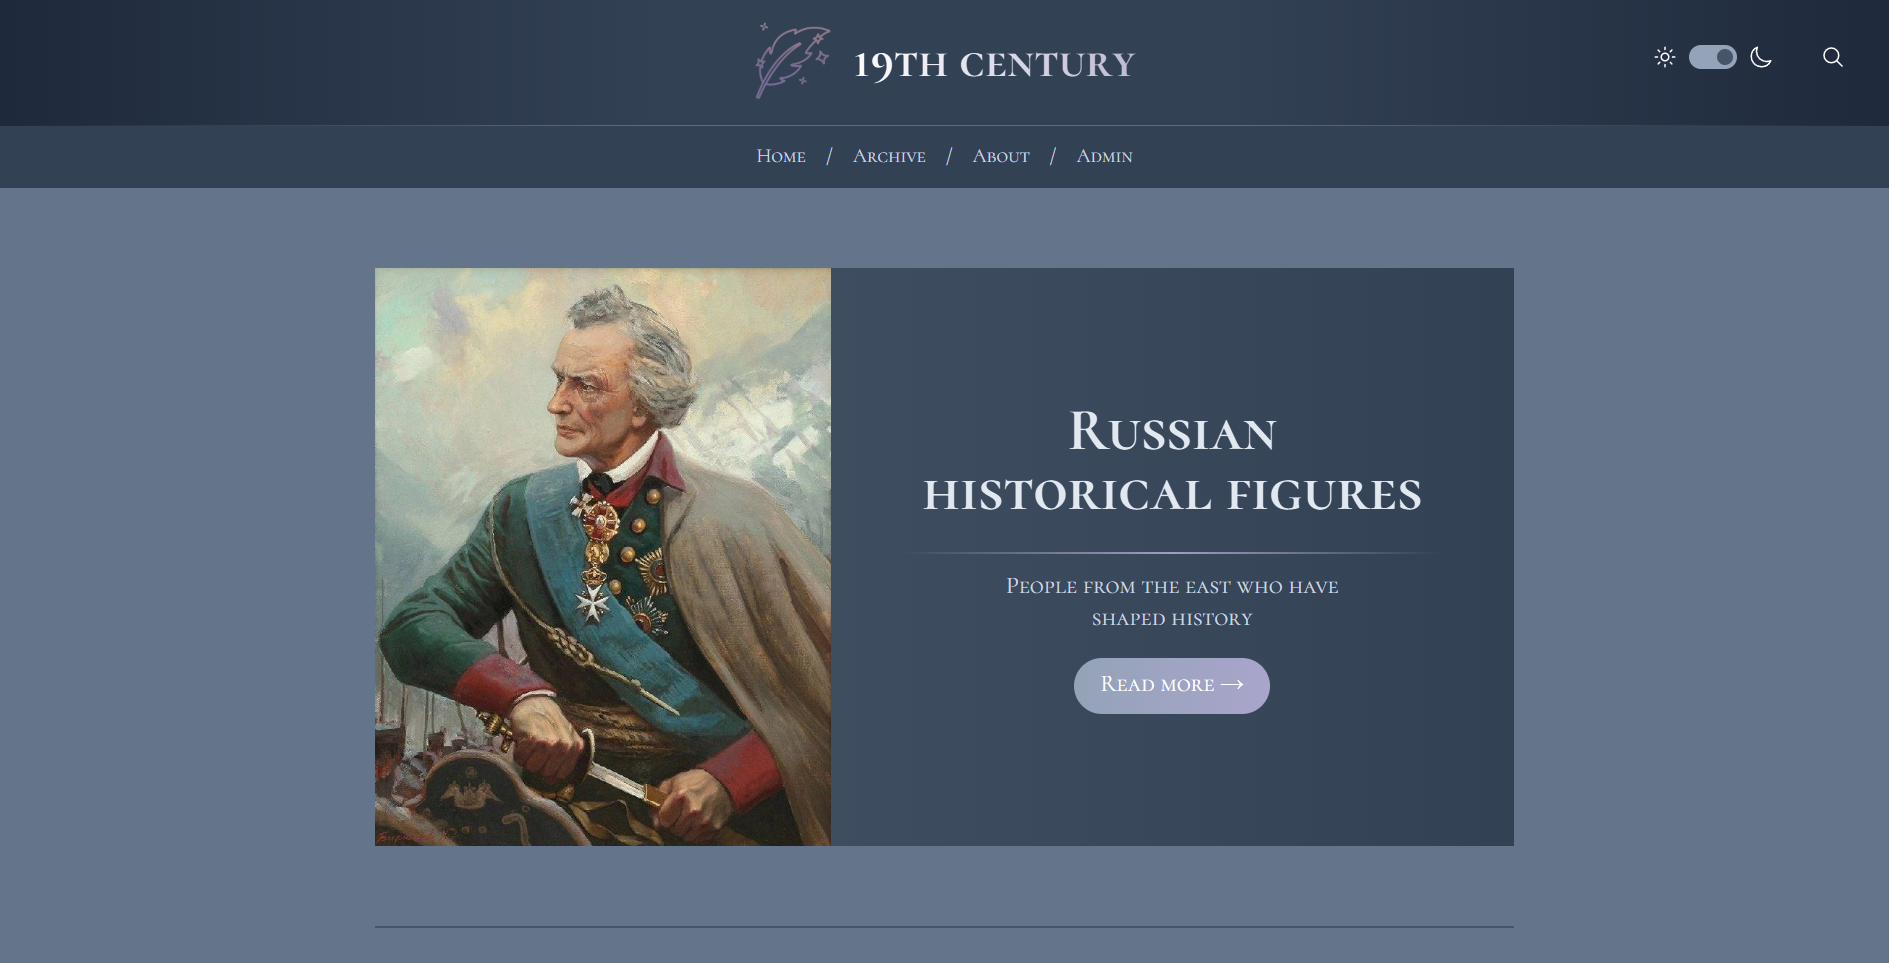 19th century
Home / Archive / About / Admin
Russian
historical figures
People from the east who have
shaped history
Read more →